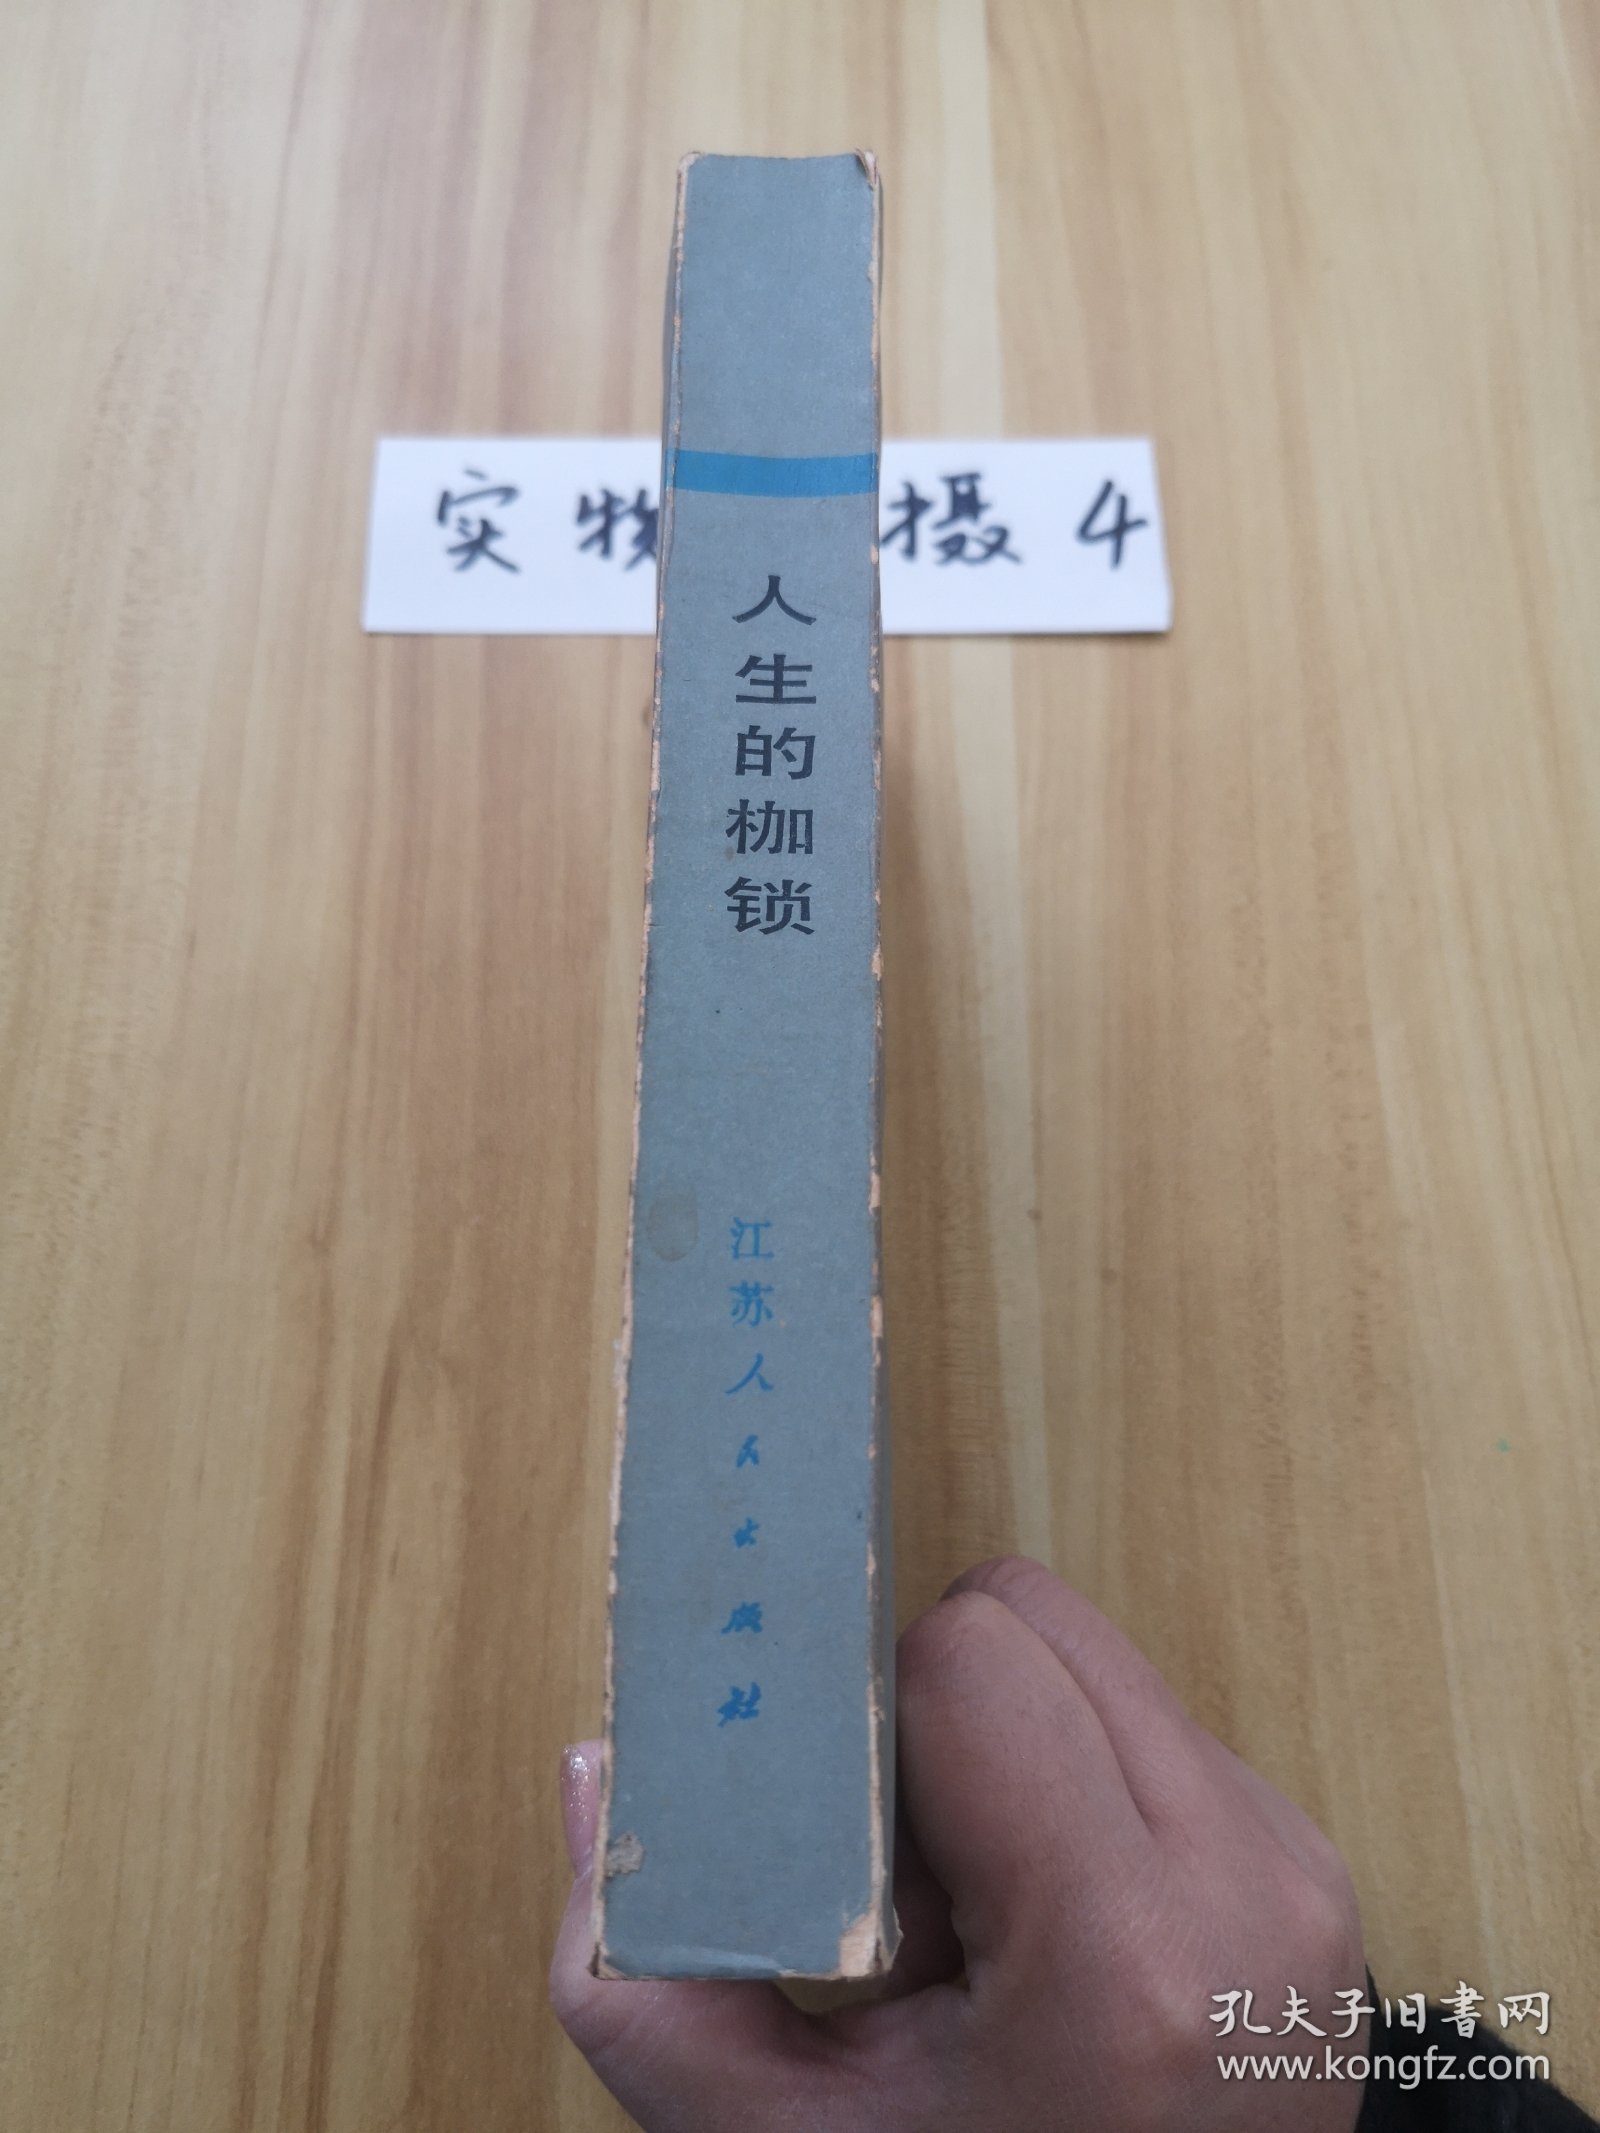 实物 摄 4
人生的枷锁
江苏人民出版社
孔夫子旧书网
www.kongfz.com